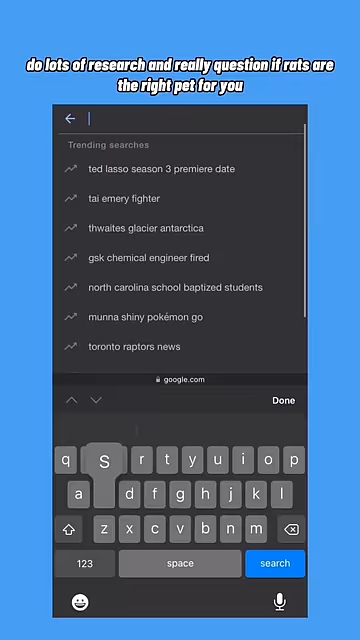 do lots of research and really question if rats are
the right pet for you
Trending searches
ted lasso season 3 premiere date
tai emery fighter
thwaites glacier antarctica
gsk chemical engineer fired
north carolina school baptized students
munna shiny pokémon go
toronto raptors news
google.com
Done
q S r t y u i o p
a d f g h j k l
z x c v b n m
123 space search